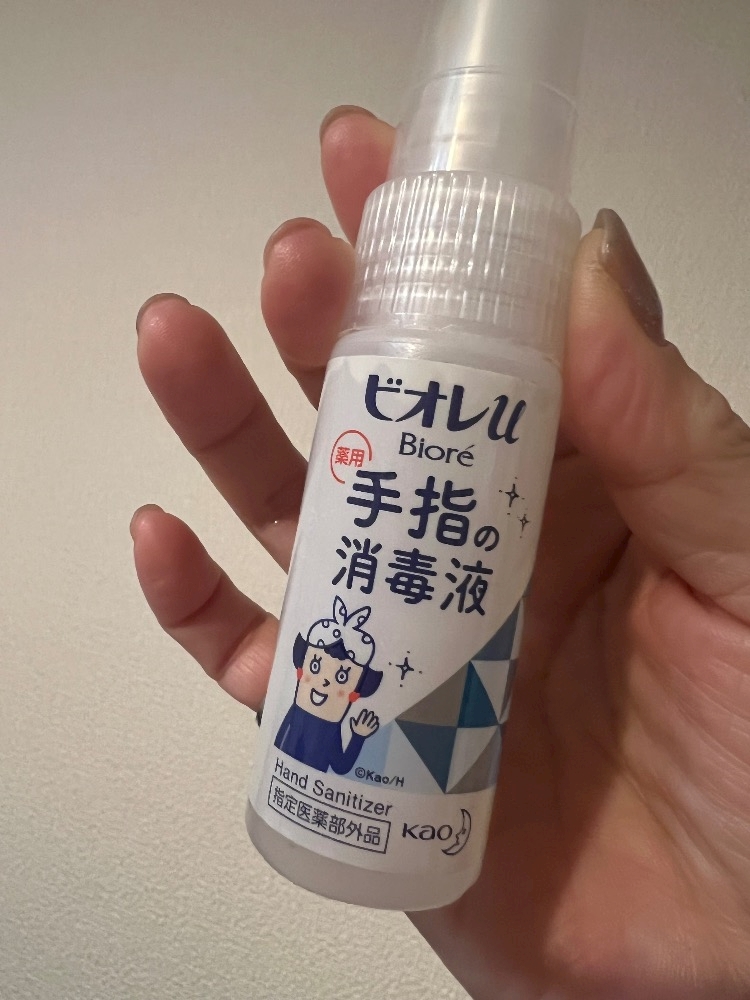 ビオレu
Bioré
薬用
手指の
消毒液
©Kao/H
Hand Sanitizer
指定医薬部外品
Kao